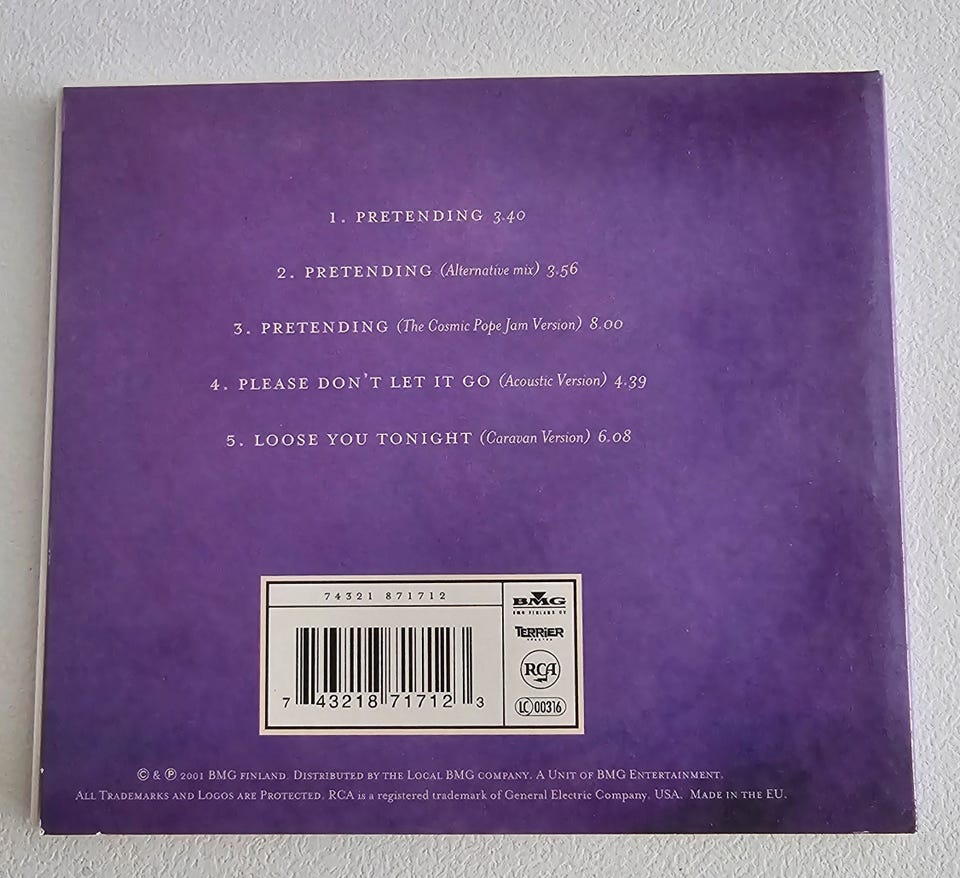 1. PRETENDING 3.40
2. PRETENDING (Alternative mix) 3.56
3. PRETENDING (The Cosmic Pope Jam Version) 8.00
4. PLEASE DON'T LET IT GO (Acoustic Version) 4.39
5. LOOSE YOU TONIGHT (Caravan Version) 6.08
74321 871712
BMG
BMG FINLAND OY
TERRIER
RCA
LC 00316
7 43218 71712 3
© & ℗ 2001 BMG FINLAND. DISTRIBUTED BY THE LOCAL BMG COMPANY. A UNIT OF BMG ENTERTAINMENT.
ALL TRADEMARKS AND LOGOS ARE PROTECTED. RCA IS A REGISTERED TRADEMARK OF GENERAL ELECTRIC COMPANY, USA. MADE IN THE EU.